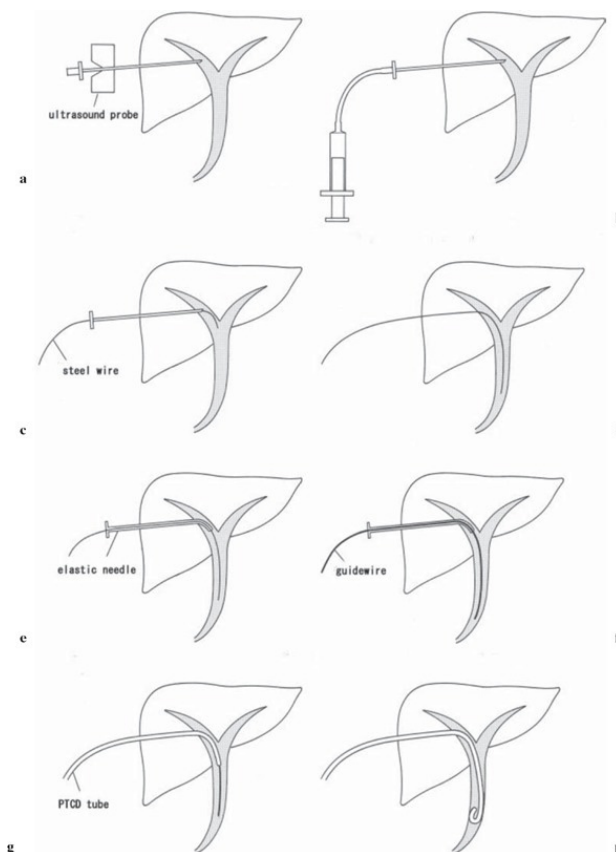 ultrasound probe
a
c
steel wire
e
elastic needle
guidewire
g
PTCD tube